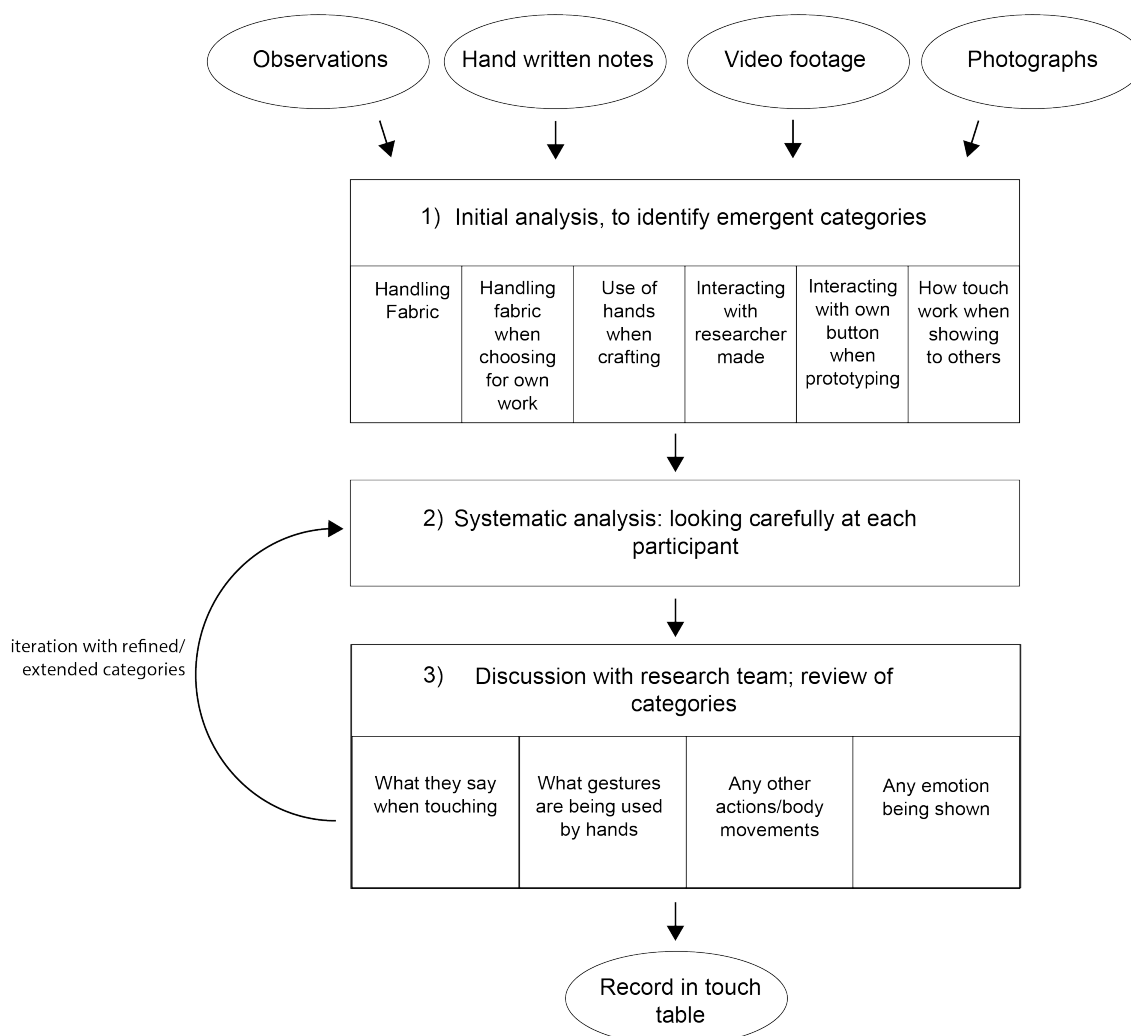 Observations
Hand written notes
Video footage
Photographs
1) Initial analysis, to identify emergent categories
Handling
Fabric
Handling
fabric
when
choosing
for own
work
Use of
hands
when
crafting
Interacting
with
researcher
made
Interacting
with own
button
when
prototyping
How touch
work when
showing
to others
2) Systematic analysis: looking carefully at each
participant
iteration with refined/
extended categories
3) Discussion with research team; review of
categories
What they say
when touching
What gestures
are being used
by hands
Any other
actions/body
movements
Any emotion
being shown
Record in touch
table